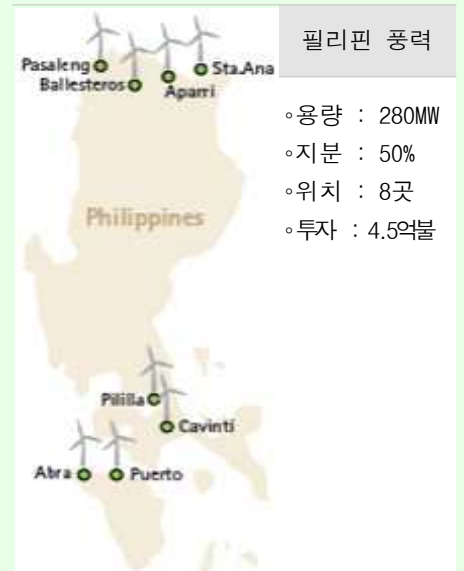 필리핀 풍력
Pasaleng
Sta.Ana
Ballesteros
Aparri
◦용량 : 280MW
◦지분 : 50%
◦위치 : 8곳
◦투자 : 4.5억불
Philippines
Pililla
Cavinti
Abra
Puerto